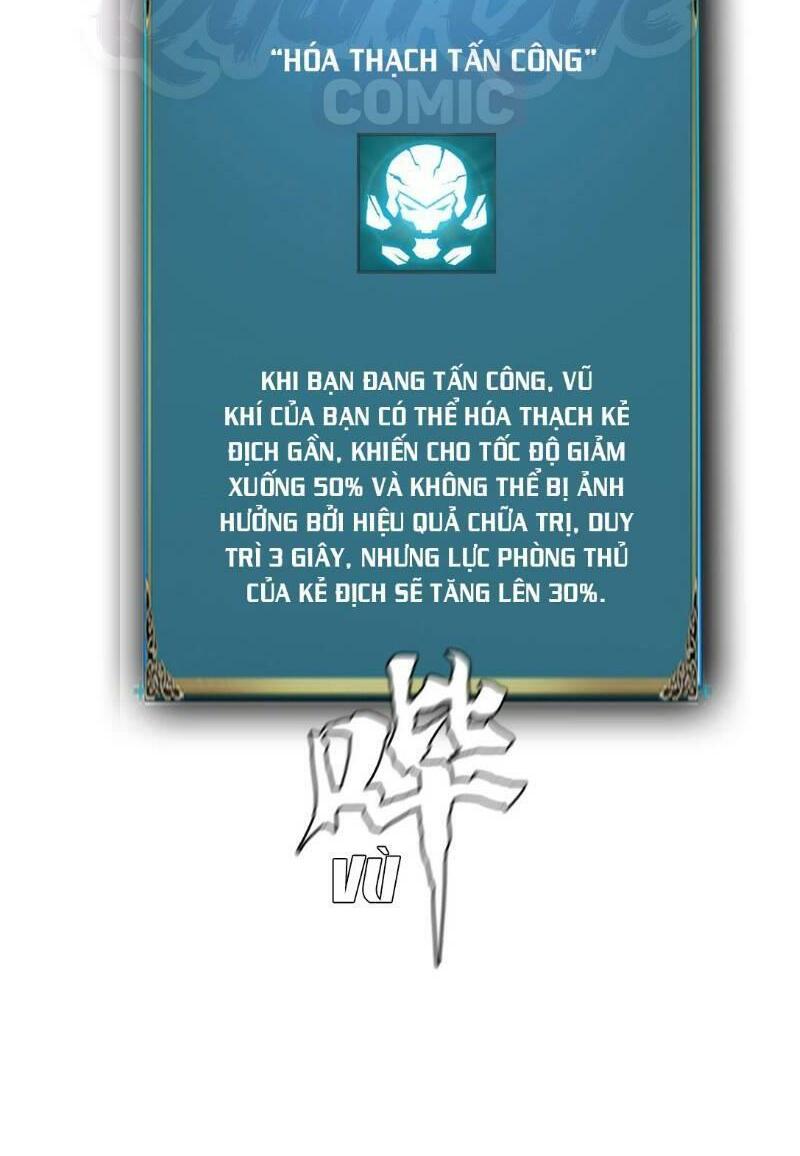 “HÓA THẠCH TẤN CÔNG”
COMIC
KHI BẠN ĐANG TẤN CÔNG, VŨ
KHÍ CỦA BẠN CÓ THỂ HÓA THẠCH KẺ
ĐỊCH GẦN, KHIẾN CHO TỐC ĐỘ GIẢM
XUỐNG 50% VÀ KHÔNG THỂ BỊ ẢNH
HƯỞNG BỞI HIỆU QUẢ CHỮA TRỊ, DUY
TRÌ 3 GIÂY, NHƯNG LỰC PHÒNG THỦ
CỦA KẺ ĐỊCH SẼ TĂNG LÊN 30%.
哗
VÙ